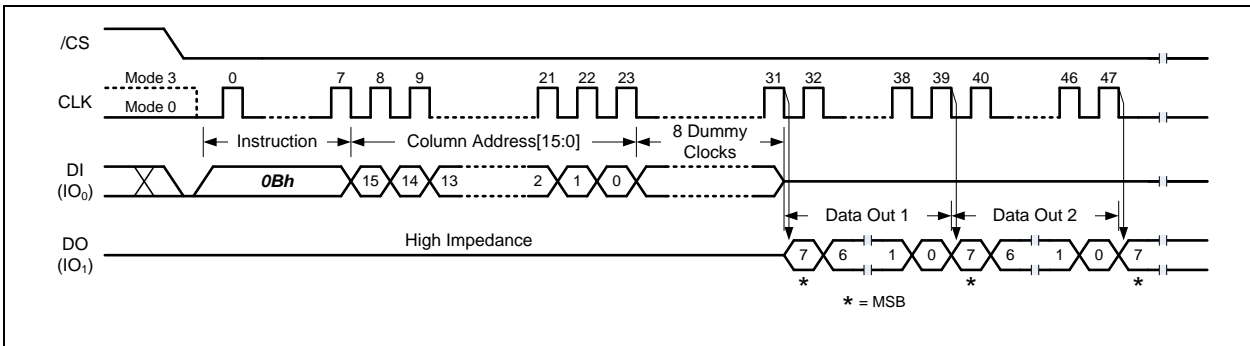 /CS
Mode 3 0 7 8 9 21 22 23 31 32 38 39 40 46 47
CLK Mode 0
Instruction Column Address[15:0] 8 Dummy Clocks
DI (IO0) 0Bh 15 14 13 2 1 0
Data Out 1 Data Out 2
DO (IO1) High Impedance 7 6 1 0 7 6 1 0 7
* * *
* = MSB